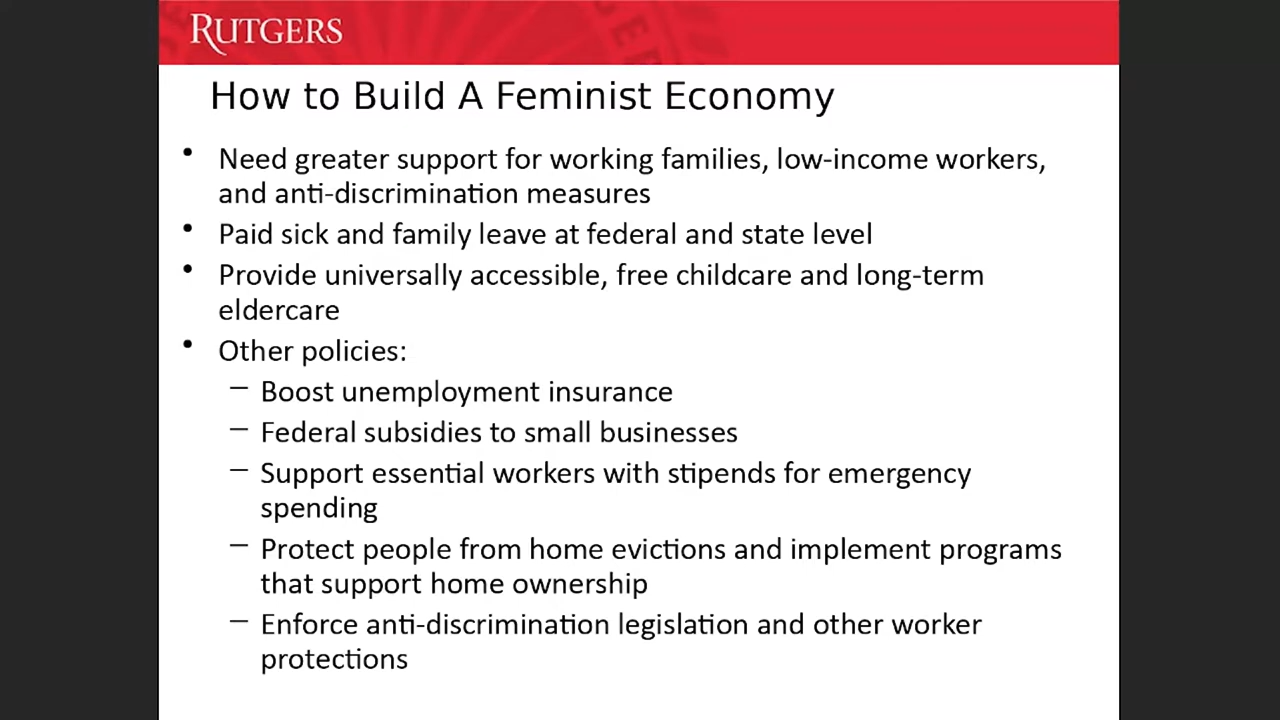 RUTGERS
How to Build A Feminist Economy
• Need greater support for working families, low-income workers,
and anti-discrimination measures
• Paid sick and family leave at federal and state level
• Provide universally accessible, free childcare and long-term
eldercare
• Other policies:
– Boost unemployment insurance
– Federal subsidies to small businesses
– Support essential workers with stipends for emergency
spending
– Protect people from home evictions and implement programs
that support home ownership
– Enforce anti-discrimination legislation and other worker
protections